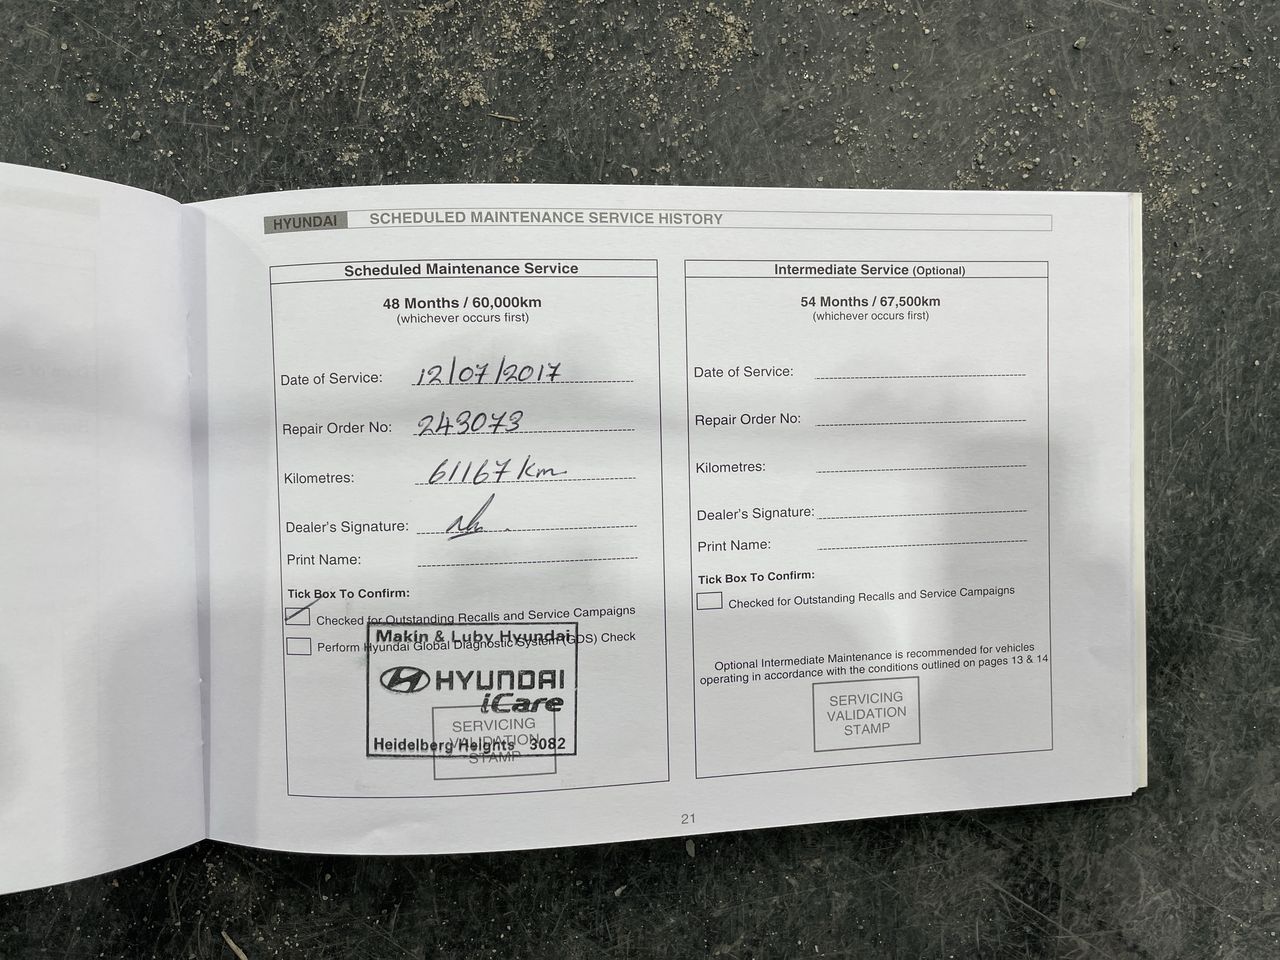 HYUNDAI SCHEDULED MAINTENANCE SERVICE HISTORY
Scheduled Maintenance Service
48 Months / 60,000km
(whichever occurs first)
Date of Service: 12/07/2017
Repair Order No: 243073
Kilometres: 61167 km
Dealer's Signature:
Print Name:
Tick Box To Confirm:
Checked for Outstanding Recalls and Service Campaigns
Perform Hyundai Global Diagnostic System (GDS) Check
Makin & Luby Hyundai
HYUNDAI
iCare
Heidelberg Heights 3082
SERVICING
VALIDATION
STAMP
Intermediate Service (Optional)
54 Months / 67,500km
(whichever occurs first)
Date of Service:
Repair Order No:
Kilometres:
Dealer's Signature:
Print Name:
Tick Box To Confirm:
Checked for Outstanding Recalls and Service Campaigns
Optional Intermediate Maintenance is recommended for vehicles
operating in accordance with the conditions outlined on pages 13 & 14
SERVICING
VALIDATION
STAMP
21